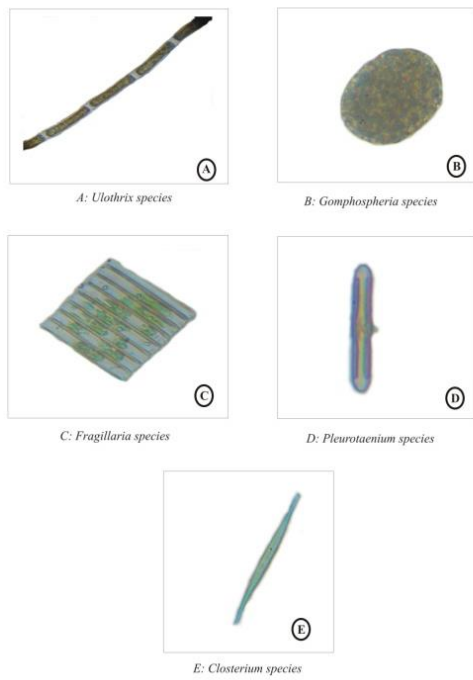 A
A: Ulothrix species
B
B: Gomphospheria species
C
C: Fragillaria species
D
D: Pleurotaenium species
E
E: Closterium species